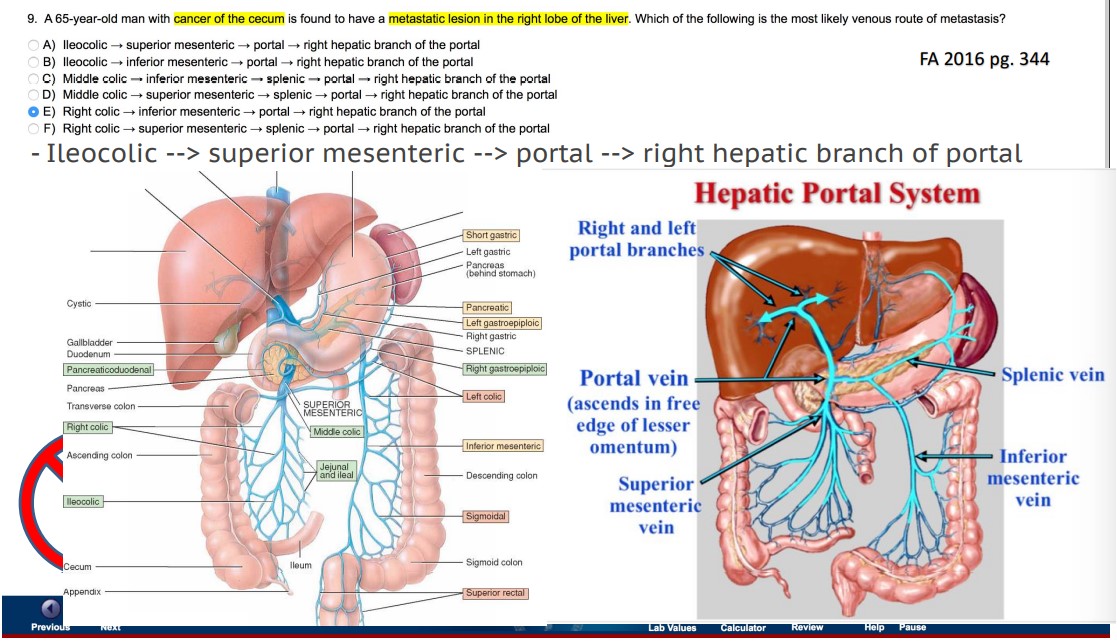 9. A 65-year-old man with cancer of the cecum is found to have a metastatic lesion in the right lobe of the liver. Which of the following is the most likely venous route of metastasis?
A) Ileocolic → superior mesenteric → portal → right hepatic branch of the portal
B) Ileocolic → inferior mesenteric → portal → right hepatic branch of the portal
C) Middle colic → inferior mesenteric → splenic → portal → right hepatic branch of the portal
D) Middle colic → superior mesenteric → splenic → portal → right hepatic branch of the portal
E) Right colic → inferior mesenteric → portal → right hepatic branch of the portal
F) Right colic → superior mesenteric → splenic → portal → right hepatic branch of the portal
FA 2016 pg. 344
- Ileocolic --> superior mesenteric --> portal --> right hepatic branch of portal
Short gastric
Left gastric
Pancreas
(behind stomach)
Cystic
Pancreatic
Left gastroepiploic
Right gastric
Gallbladder
SPLENIC
Duodenum
Pancreaticoduodenal
Right gastroepiploic
Pancreas
Left colic
Transverse colon
SUPERIOR
MESENTERIC
Right colic
Middle colic
Inferior mesenteric
Ascending colon
Jejunal
and ileal
Descending colon
Ileocolic
Sigmoidal
Cecum
Ileum
Sigmoid colon
Appendix
Superior rectal
Hepatic Portal System
Right and left
portal branches
Portal vein
(ascends in free
edge of lesser
omentum)
Splenic vein
Superior
mesenteric
vein
Inferior
mesenteric
vein
Previous
Next
Lab Values
Calculator
Review
Help
Pause